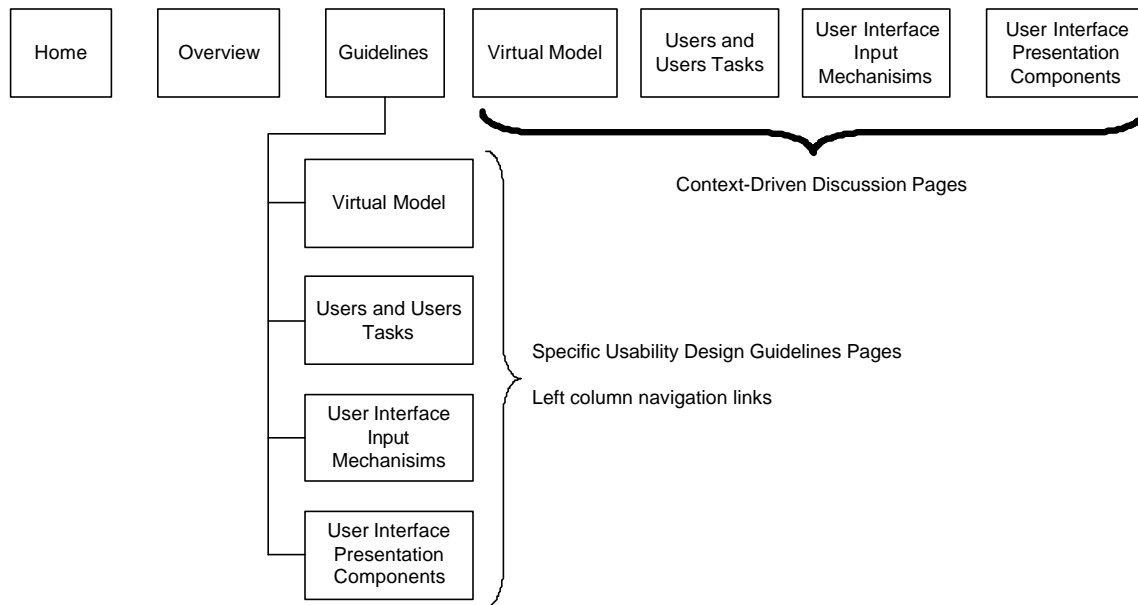 Home
Overview
Guidelines
Virtual Model
Users and
Users Tasks
User Interface
Input
Mechanisims
User Interface
Presentation
Components
Context-Driven Discussion Pages
Virtual Model
Users and Users
Tasks
User Interface
Input
Mechanisims
User Interface
Presentation
Components
Specific Usability Design Guidelines Pages
Left column navigation links